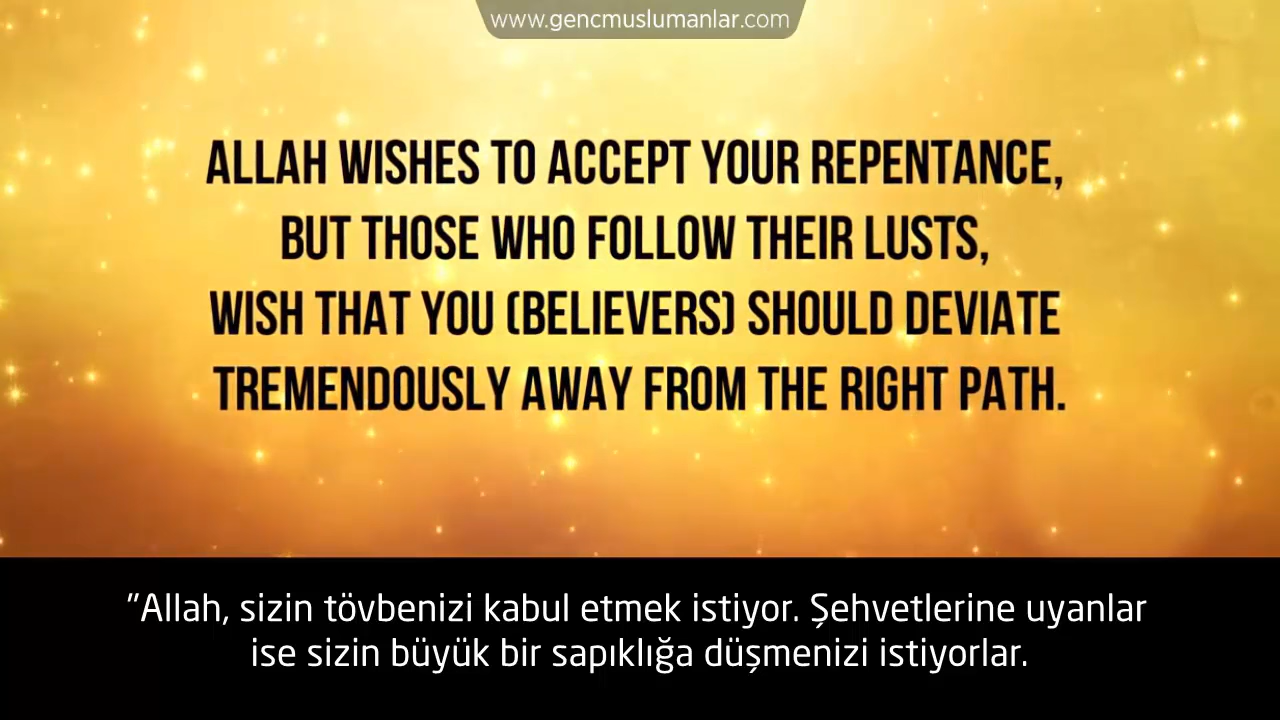 www.gencmuslumanlar.com
ALLAH WISHES TO ACCEPT YOUR REPENTANCE,
BUT THOSE WHO FOLLOW THEIR LUSTS,
WISH THAT YOU (BELIEVERS) SHOULD DEVIATE
TREMENDOUSLY AWAY FROM THE RIGHT PATH.
"Allah, sizin tövbenizi kabul etmek istiyor. Şehvetlerine uyanlar
ise sizin büyük bir sapıklığa düşmenizi istiyorlar.